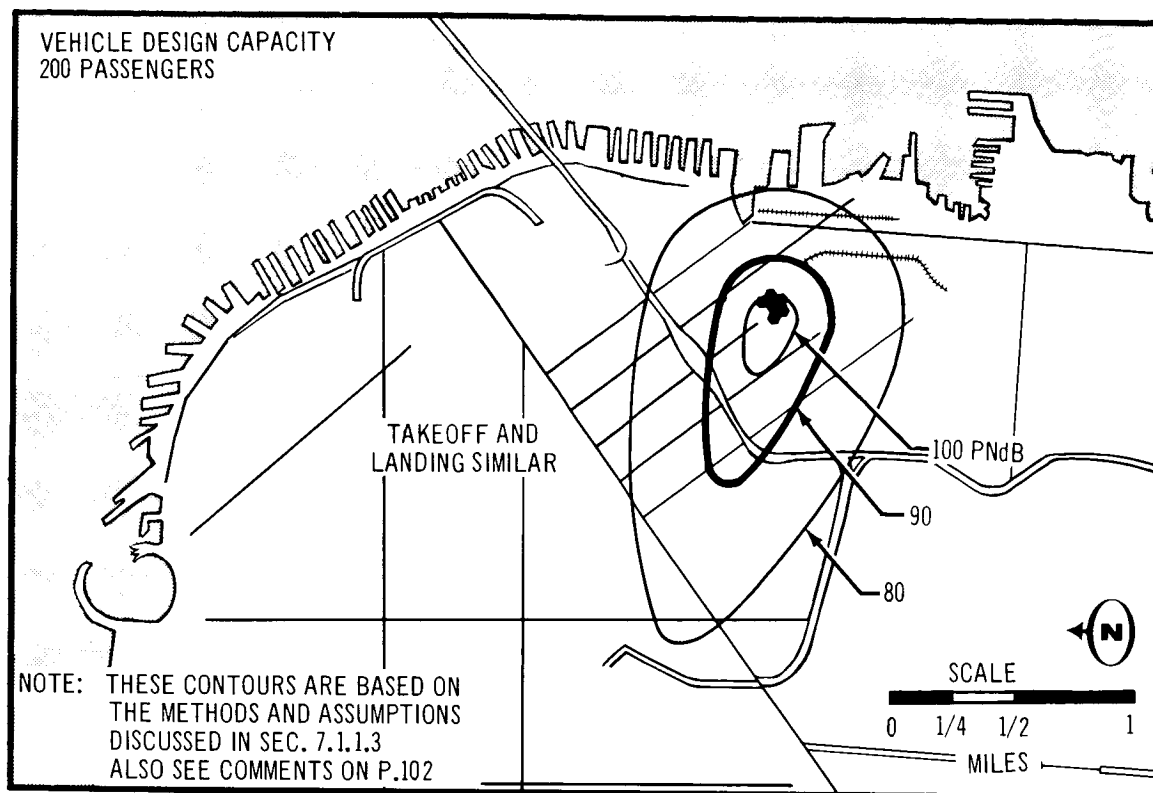 VEHICLE DESIGN CAPACITY
200 PASSENGERS
TAKEOFF AND
LANDING SIMILAR
100 PNdB
90
80
N
SCALE
0 1/4 1/2 1
MILES
NOTE: THESE CONTOURS ARE BASED ON
THE METHODS AND ASSUMPTIONS
DISCUSSED IN SEC. 7.1.1.3
ALSO SEE COMMENTS ON P.102